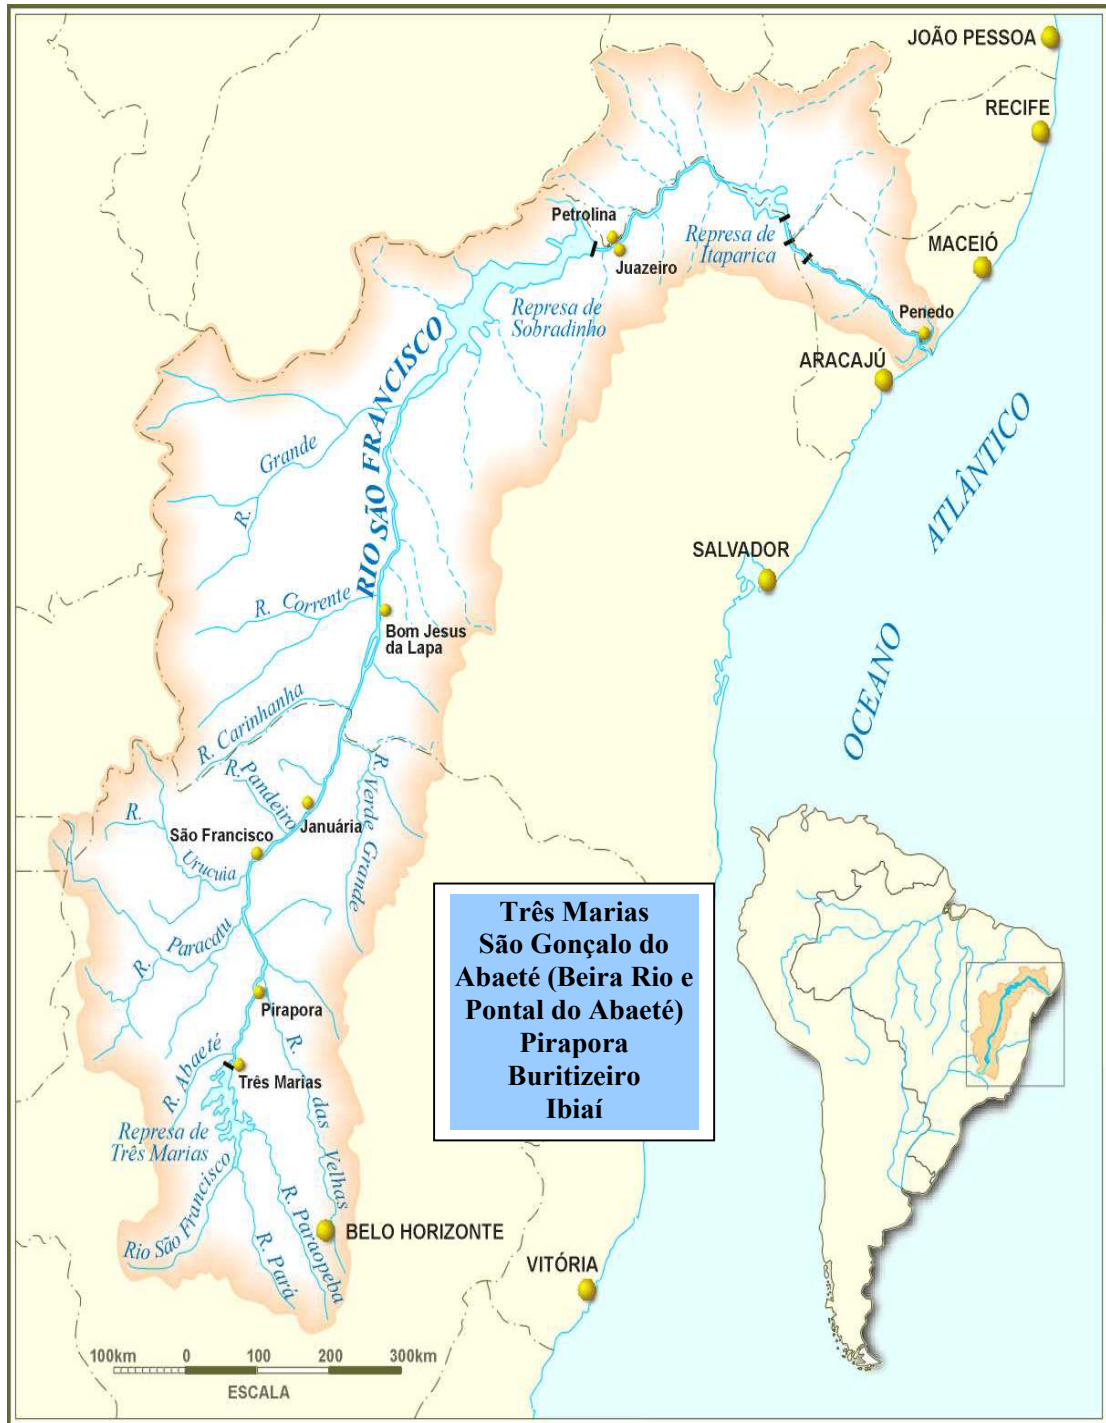 JOÃO PESSOA
RECIFE
MACEIÓ
Petrolina
Juazeiro
Represa de
Itaparica
Represa de
Sobradinho
Penedo
ARACAJÚ
RIO SÃO FRANCISCO
R. Grande
OCEANO ATLÂNTICO
SALVADOR
R. Corrente
Bom Jesus
da Lapa
R. Carinhanha
R. Pandeiro
R. Verde Grande
Januária
São Francisco
R. Urucuia
R. Paracatu
Pirapora
R. Abaeté
Três Marias
R. das Velhas
Represa de
Três Marias
Rio São Francisco
R. Pará
R. Paraopeba
BELO HORIZONTE
VITÓRIA
Três Marias
São Gonçalo do
Abaeté (Beira Rio e
Pontal do Abaeté)
Pirapora
Buritizeiro
Ibiaí
100km 0 100 200 300km
ESCALA